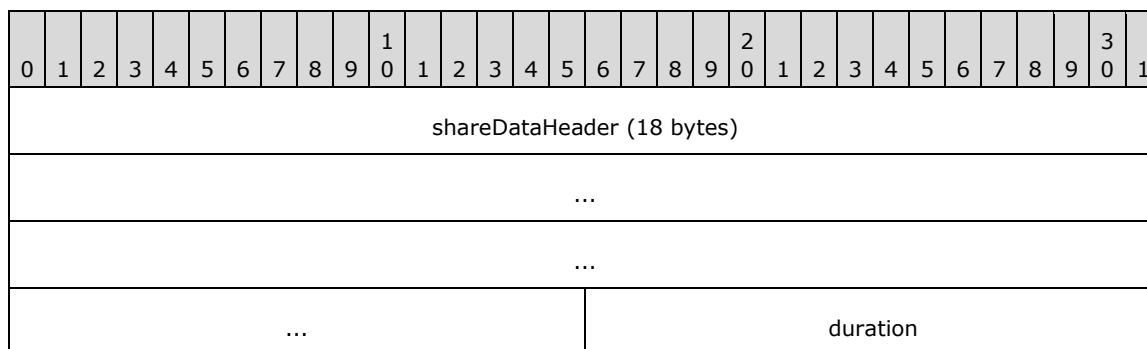 1 2 3
0 1 2 3 4 5 6 7 8 9 0 1 2 3 4 5 6 7 8 9 0 1 2 3 4 5 6 7 8 9 0 1
shareDataHeader (18 bytes)
...
...
... duration